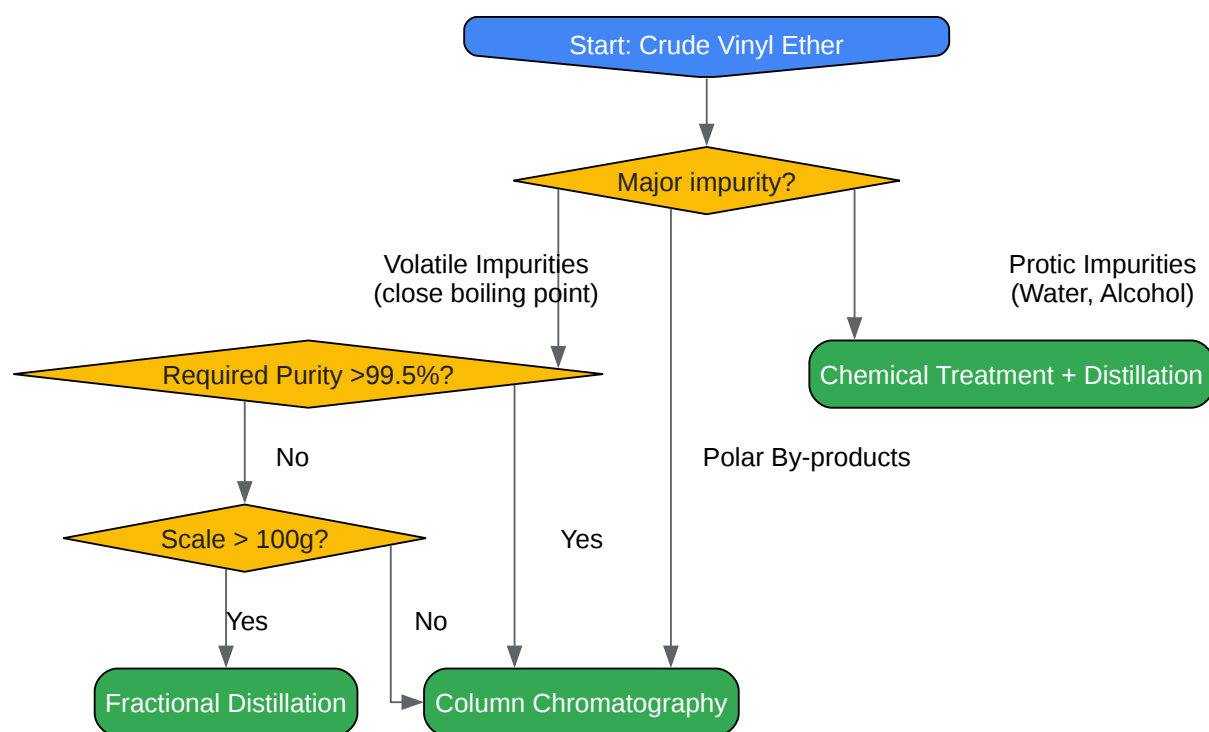 Start: Crude Vinyl Ether
Major impurity?
Volatile Impurities
(close boiling point)
Protic Impurities
(Water, Alcohol)
Required Purity >99.5%?
Chemical Treatment + Distillation
No
Polar By-products
Scale > 100g?
Yes
Yes
No
Fractional Distillation
Column Chromatography